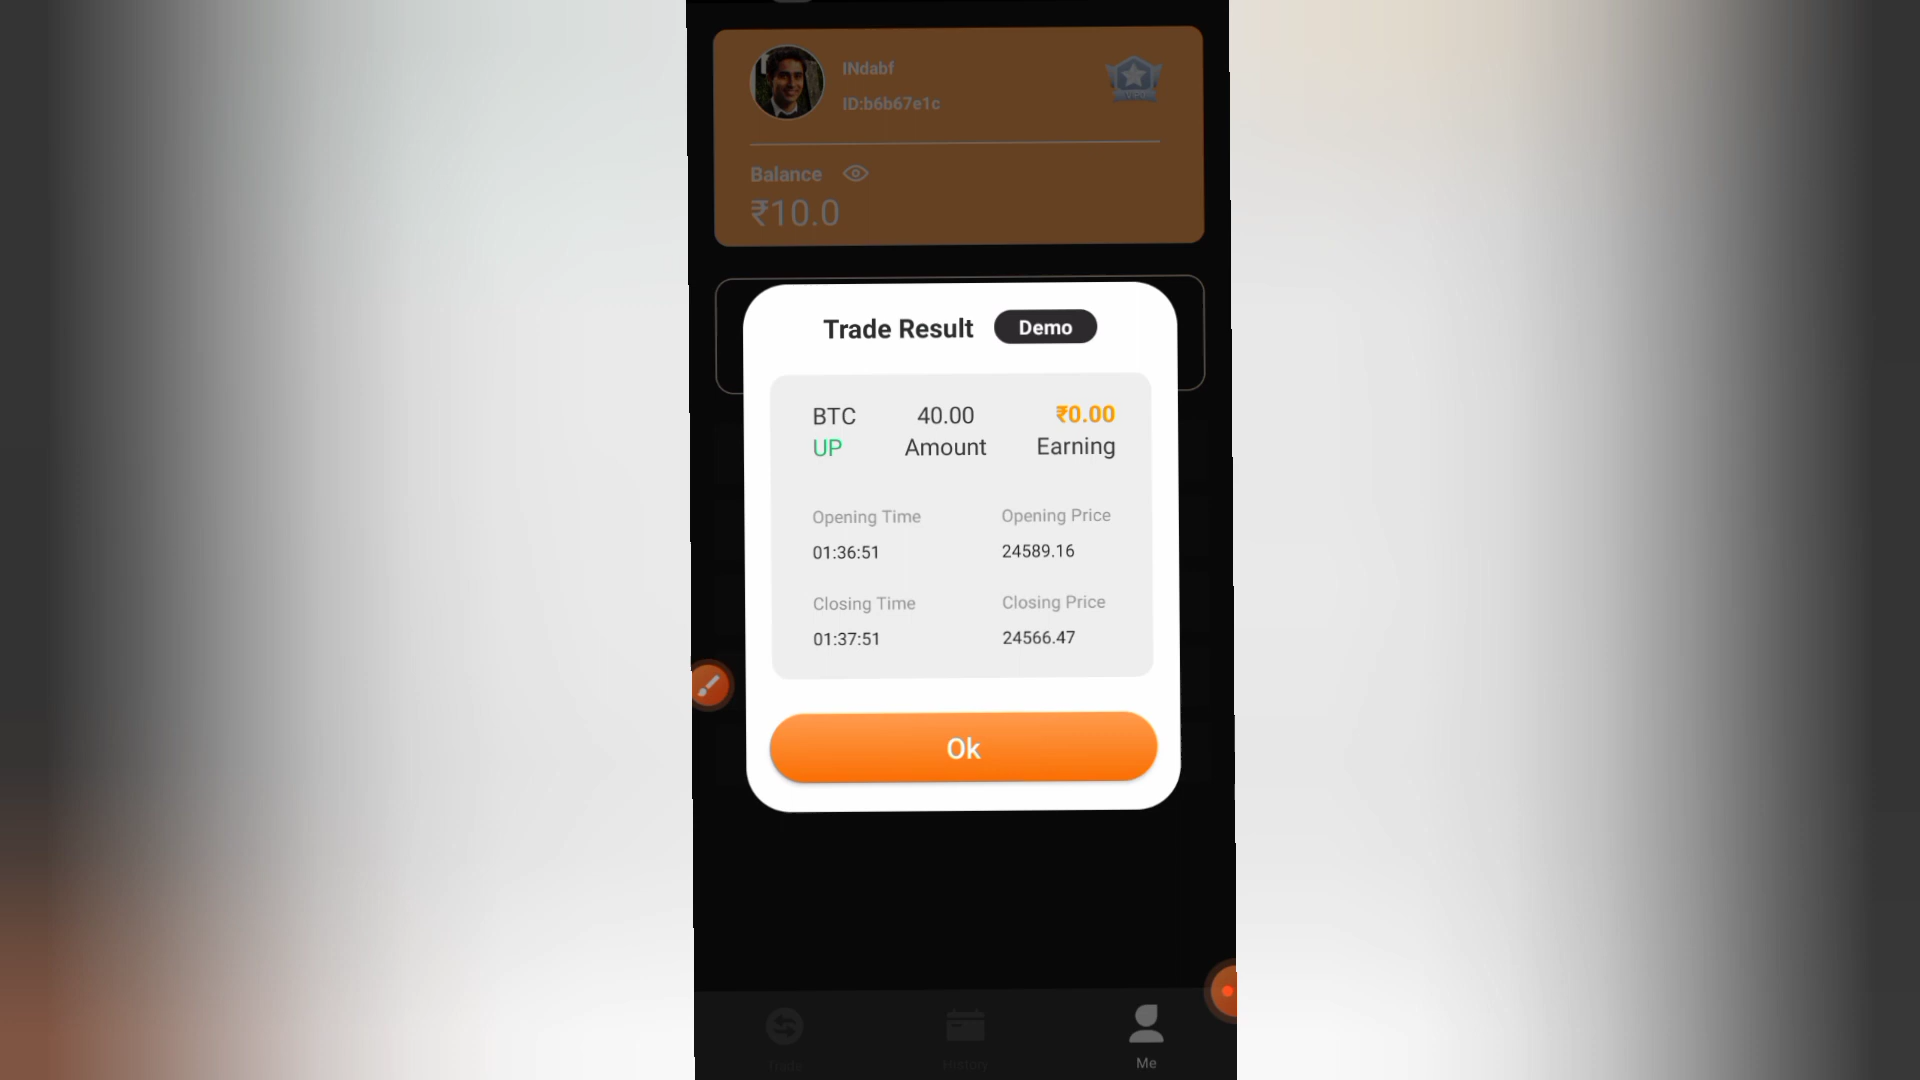 INdabf
ID:b6b67e1c
Balance
₹10.0
Trade Result Demo
BTC 40.00 ₹0.00
UP Amount Earning
Opening Time Opening Price
01:36:51 24589.16
Closing Time Closing Price
01:37:51 24566.47
Ok
Trade History Me